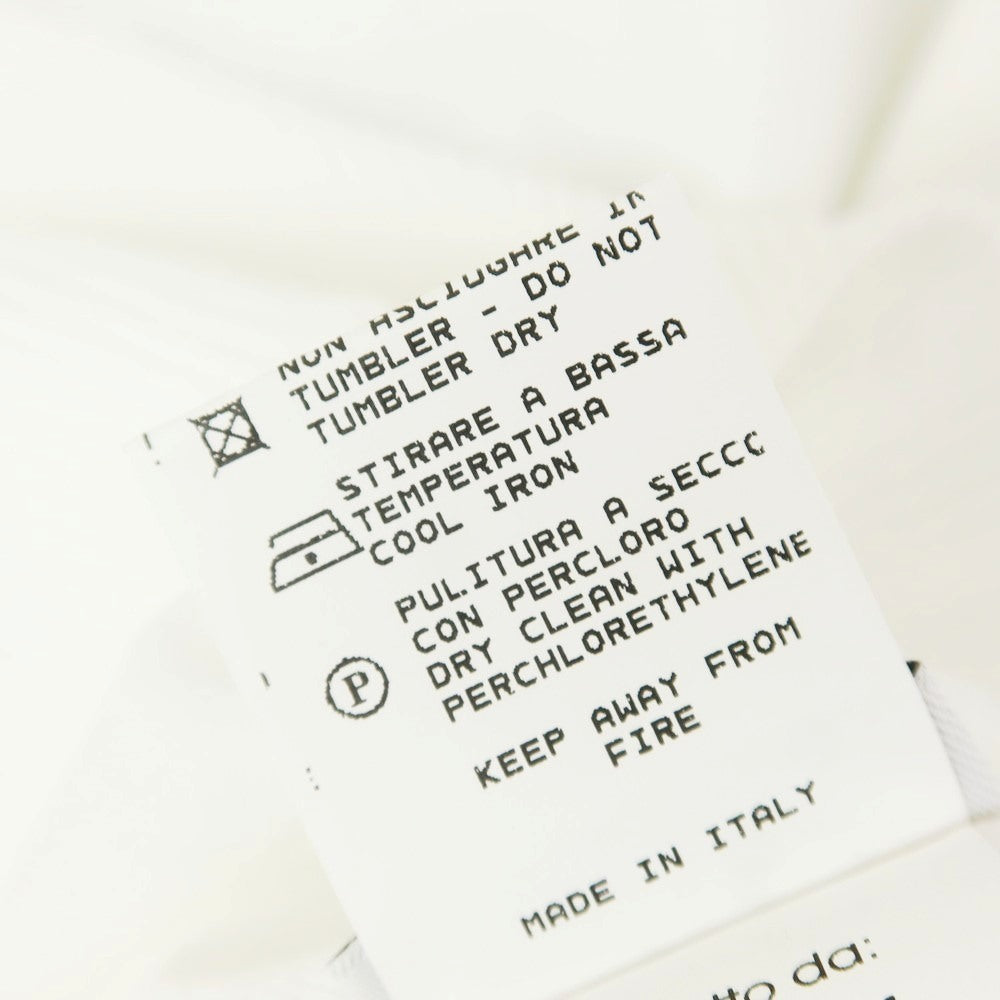 NON ASCIUGARE IN
TUMBLER - DO NOT
TUMBLER DRY
STIRARE A BASSA
TEMPERATURA
COOL IRON
PULITURA A SECCO
CON PERCLORO
DRY CLEAN WITH
PERCHLORETHYLENE
P
KEEP AWAY FROM
FIRE
MADE IN ITALY
da: